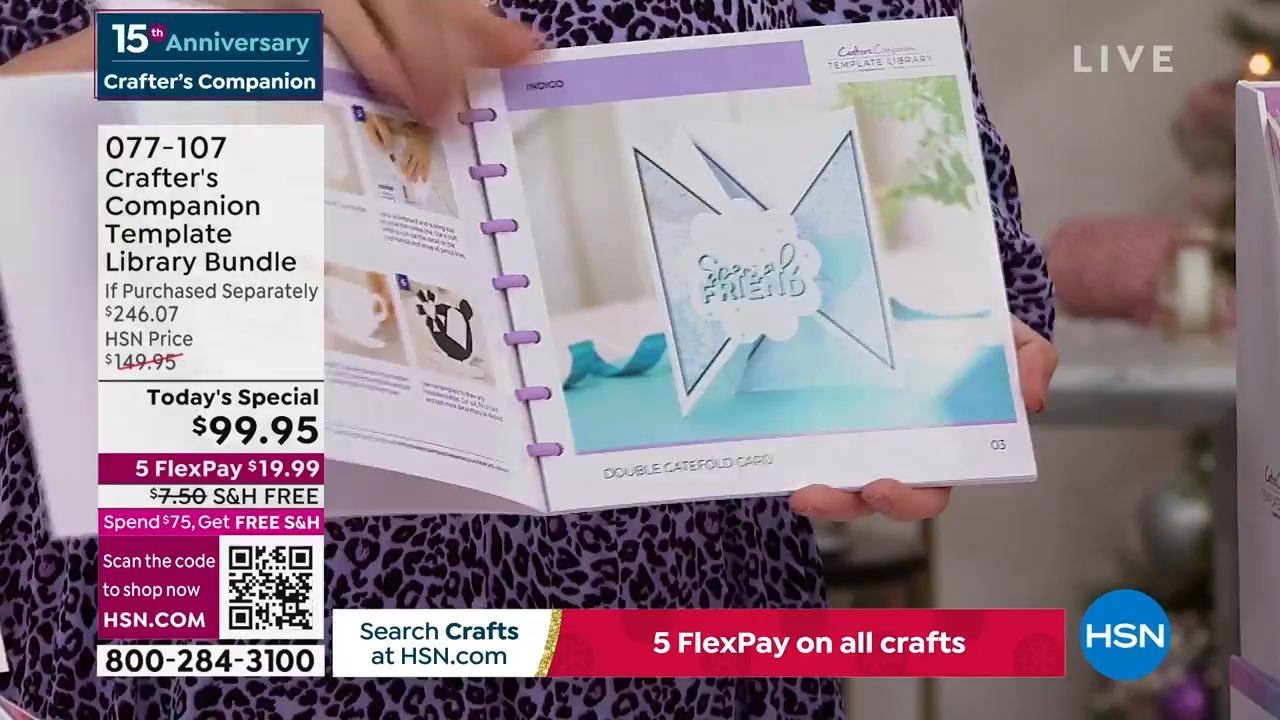 15th Anniversary
Crafter's Companion
077-107
Crafter's
Companion
Template
Library Bundle
If Purchased Separately
$246.07
HSN Price
$149.95
Today's Special
$99.95
5 FlexPay $19.99
$7.50 S&H FREE
Spend $75, Get FREE S&H
Scan the code
to shop now
HSN.COM
800-284-3100
INDIGO
Crafter's Companion
TEMPLATE LIBRARY
Special
FRIEND
DOUBLE GATEFOLD CARD
03
LIVE
Search Crafts
at HSN.com
5 FlexPay on all crafts
HSN